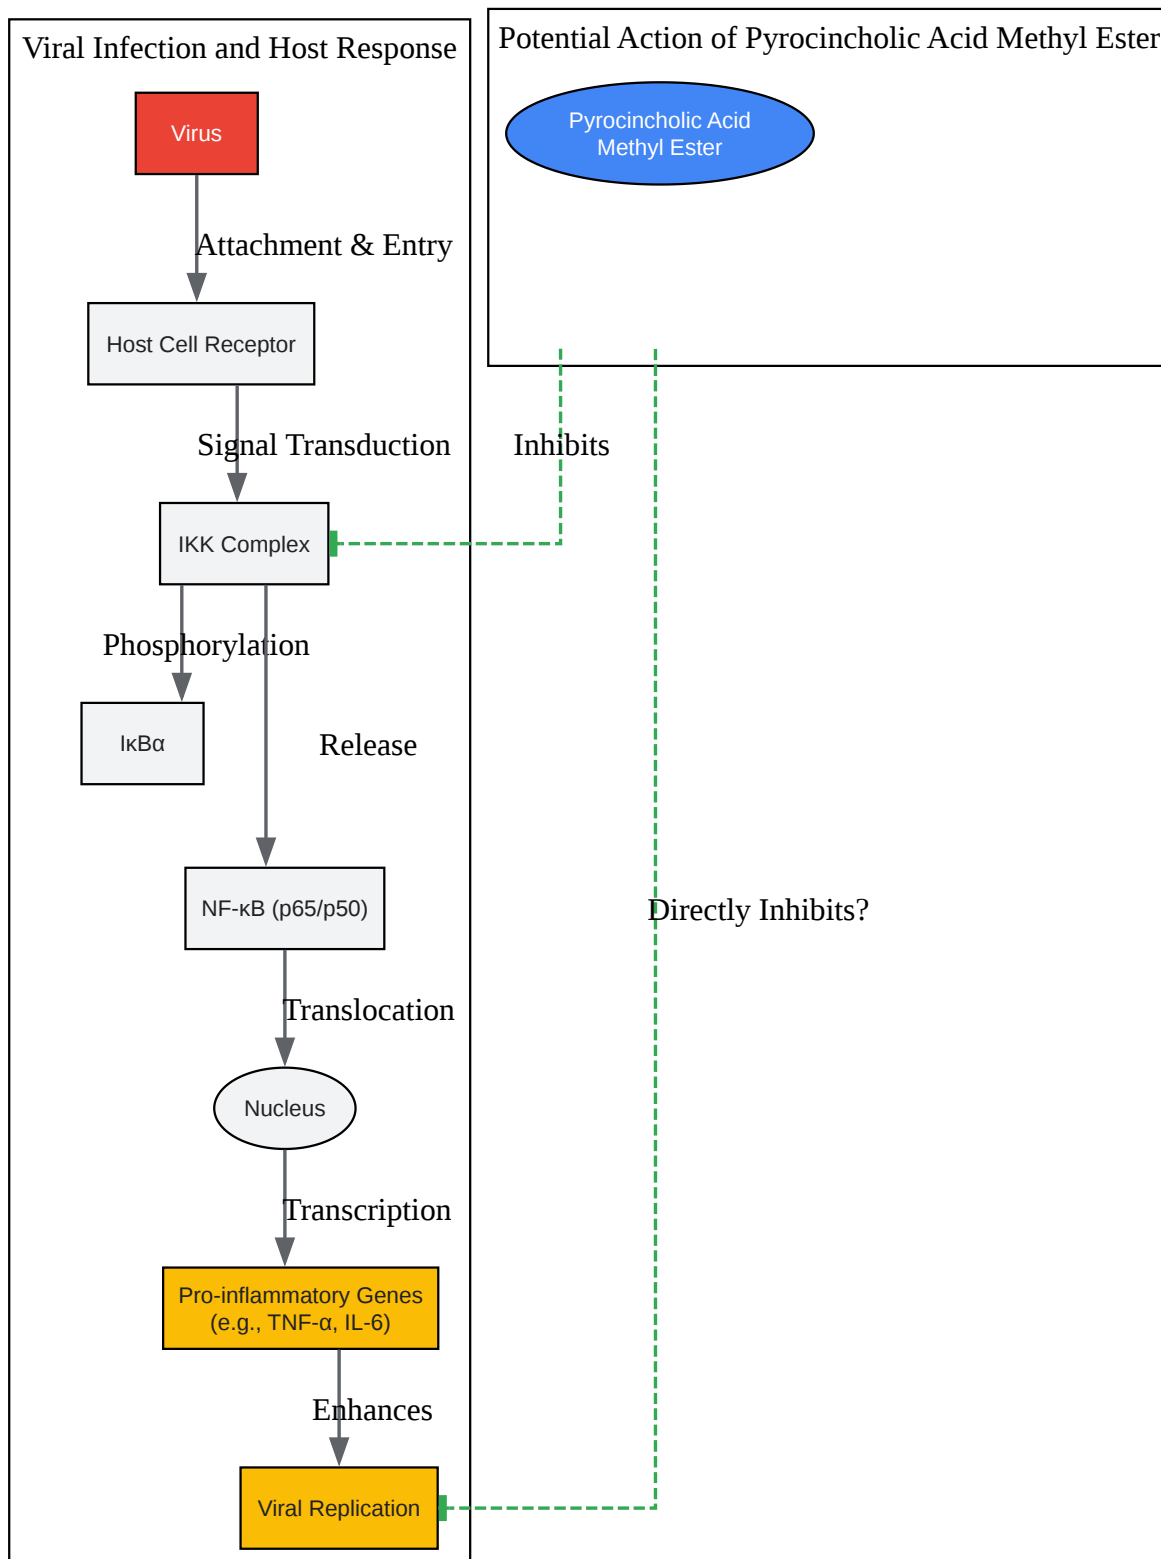 Viral Infection and Host Response
Virus
Attachment & Entry
Host Cell Receptor
Signal Transduction
IKK Complex
Phosphorylation
IκBα
Release
NF-κB (p65/p50)
Translocation
Nucleus
Transcription
Pro-inflammatory Genes
(e.g., TNF-α, IL-6)
Enhances
Viral Replication
Potential Action of Pyrocincholic Acid Methyl Ester
Pyrocincholic Acid
Methyl Ester
Inhibits
Directly Inhibits?